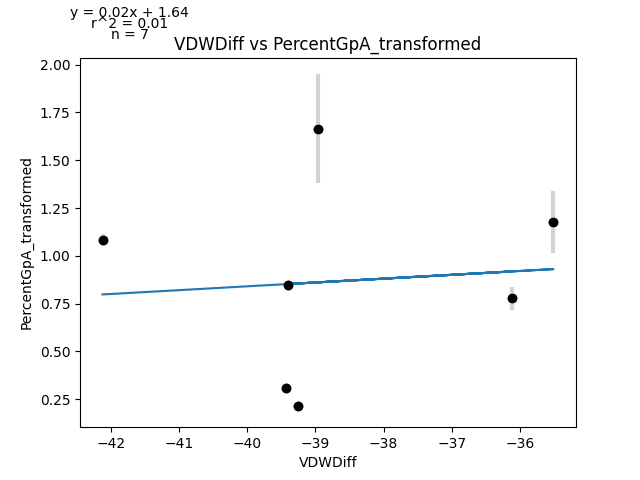 y = 0.02x + 1.64
r^2 = 0.01
n = 7
VDWDiff vs PercentGpA_transformed
2.00
1.75
1.50
1.25
1.00
0.75
0.50
0.25
PercentGpA_transformed
−42 −41 −40 −39 −38 −37 −36
VDWDiff